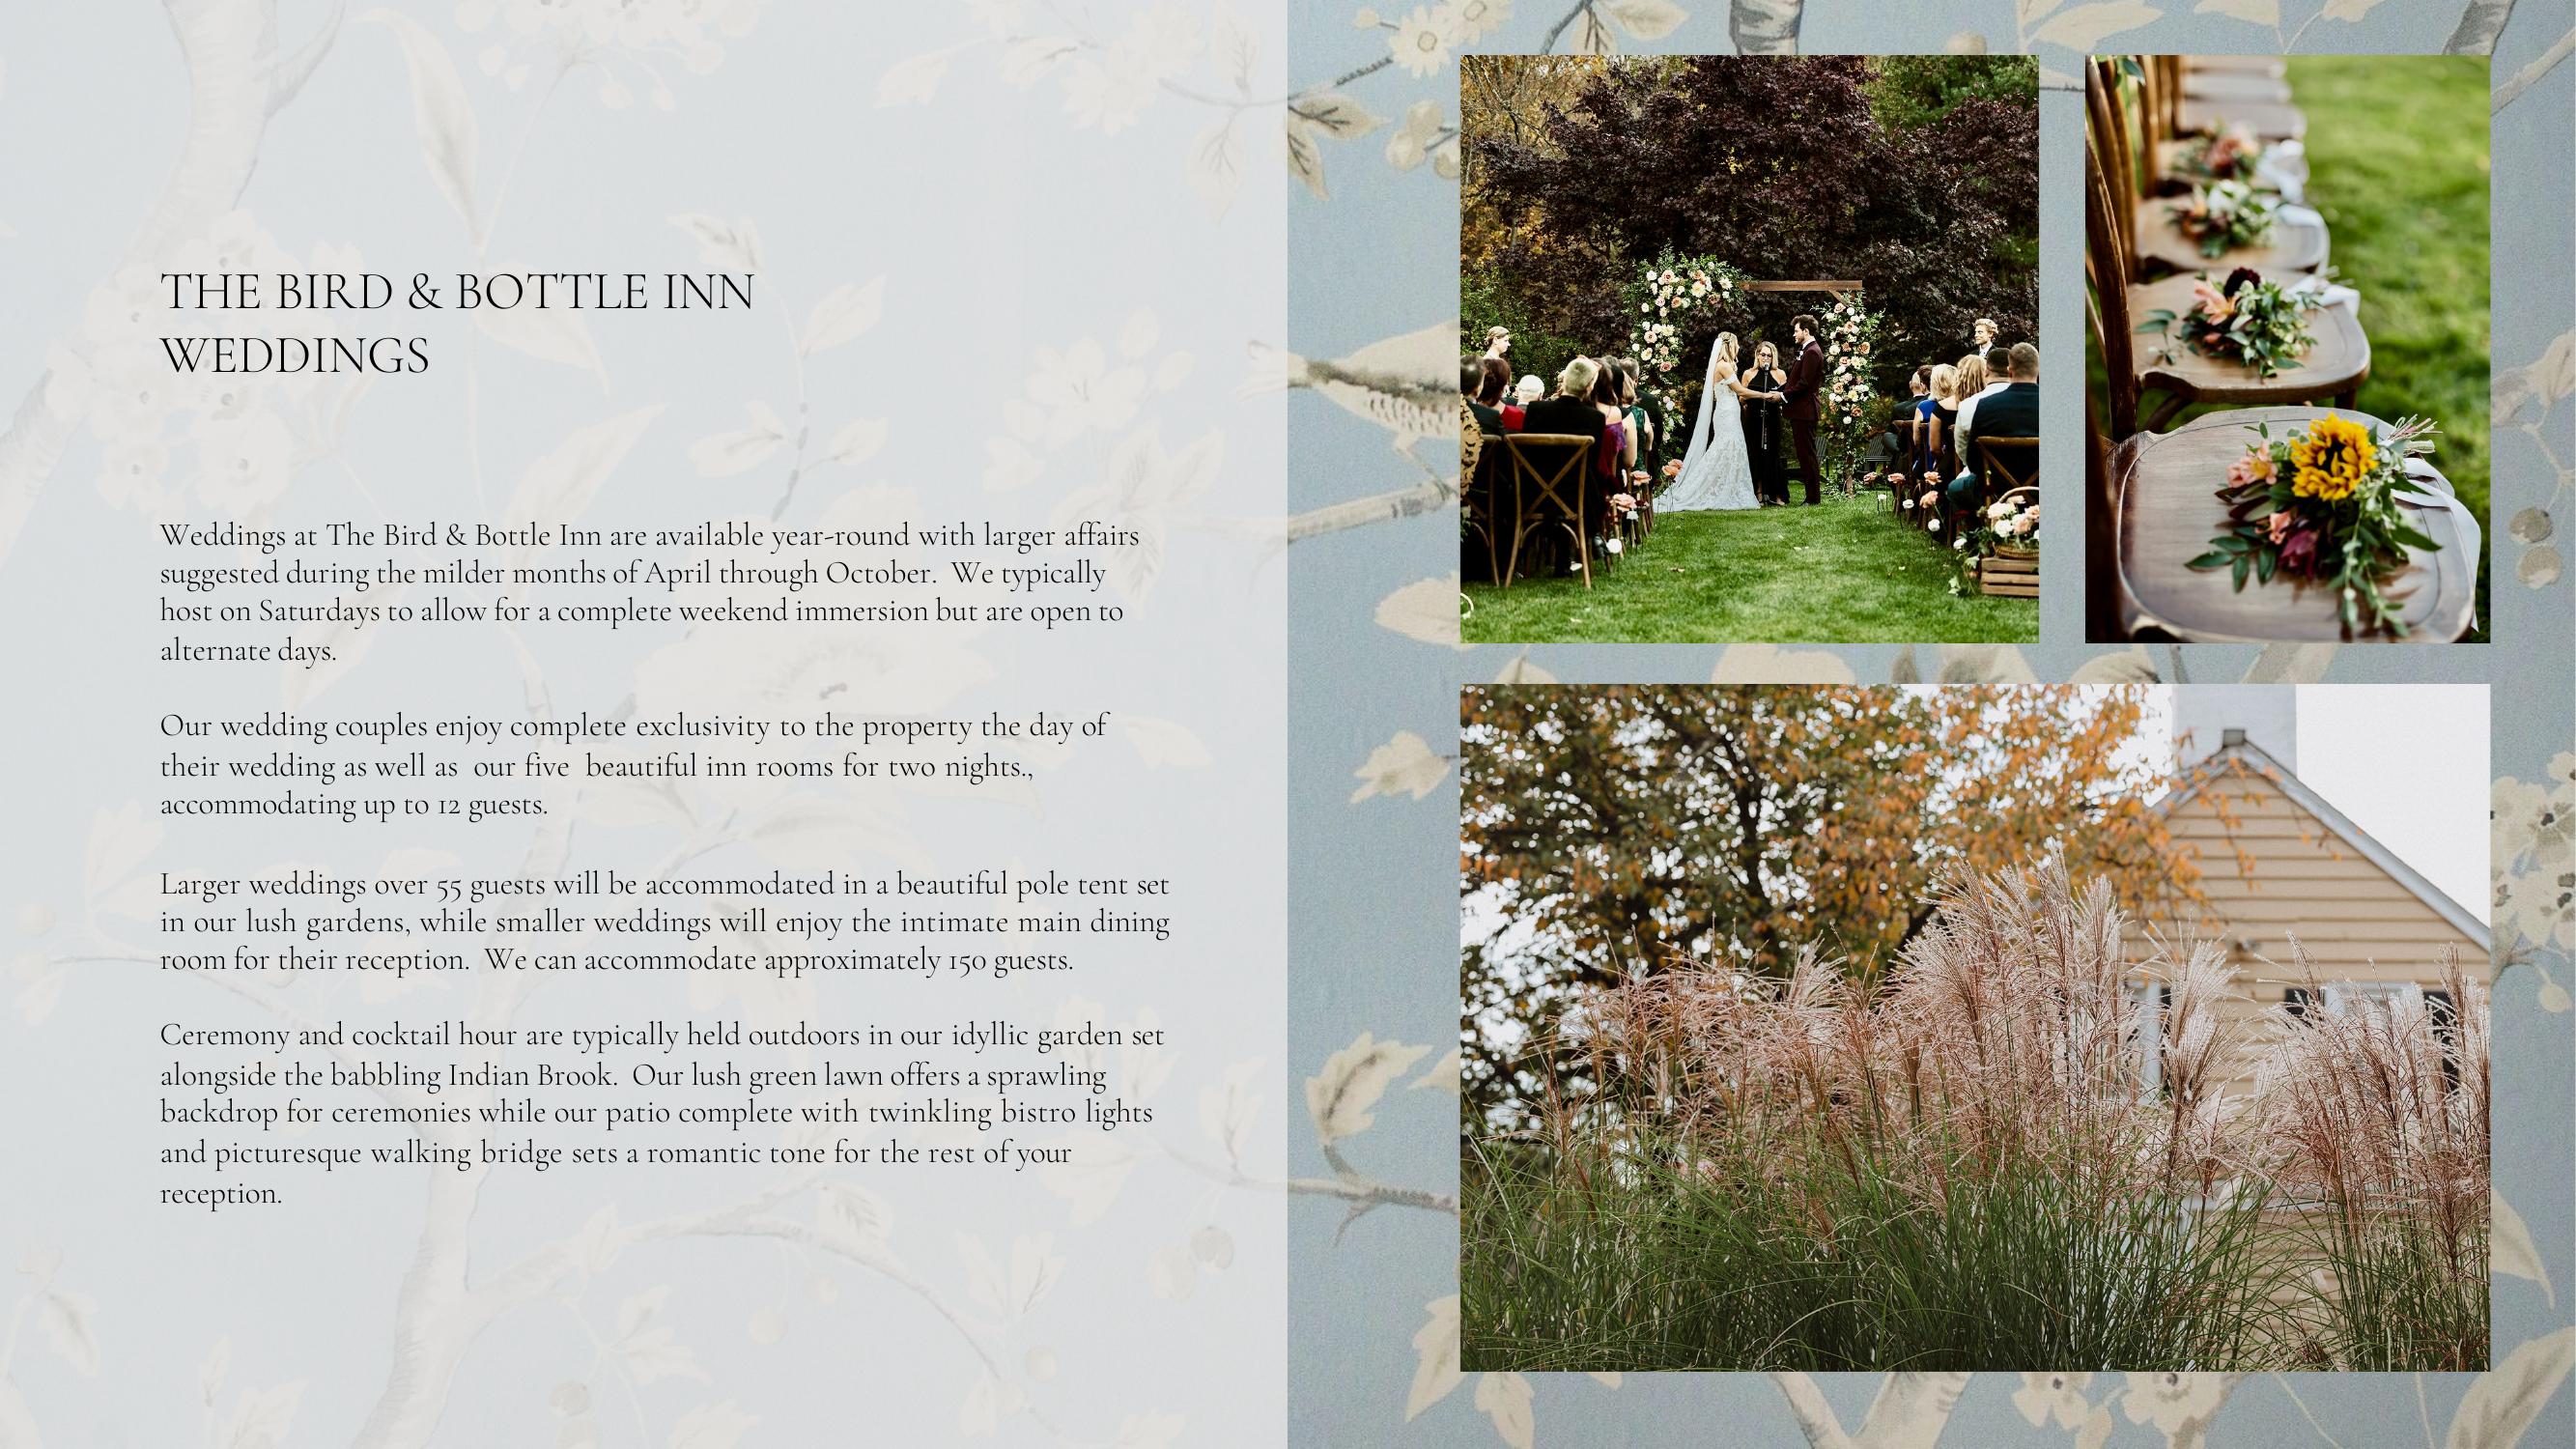 THE BIRD & BOTTLE INN
WEDDINGS
Weddings at The Bird & Bottle Inn are available year-round with larger affairs
suggested during the milder months of April through October.  We typically
host on Saturdays to allow for a complete weekend immersion but are open to
alternate days.
Our wedding couples enjoy complete exclusivity to the property the day of
their wedding as well as  our five  beautiful inn rooms for two nights.,
accommodating up to 12 guests.
Larger weddings over 55 guests will be accommodated in a beautiful pole tent set
in our lush gardens, while smaller weddings will enjoy the intimate main dining
room for their reception.  We can accommodate approximately 150 guests.
Ceremony and cocktail hour are typically held outdoors in our idyllic garden set
alongside the babbling Indian Brook.  Our lush green lawn offers a sprawling
backdrop for ceremonies while our patio complete with twinkling bistro lights
and picturesque walking bridge sets a romantic tone for the rest of your
reception.